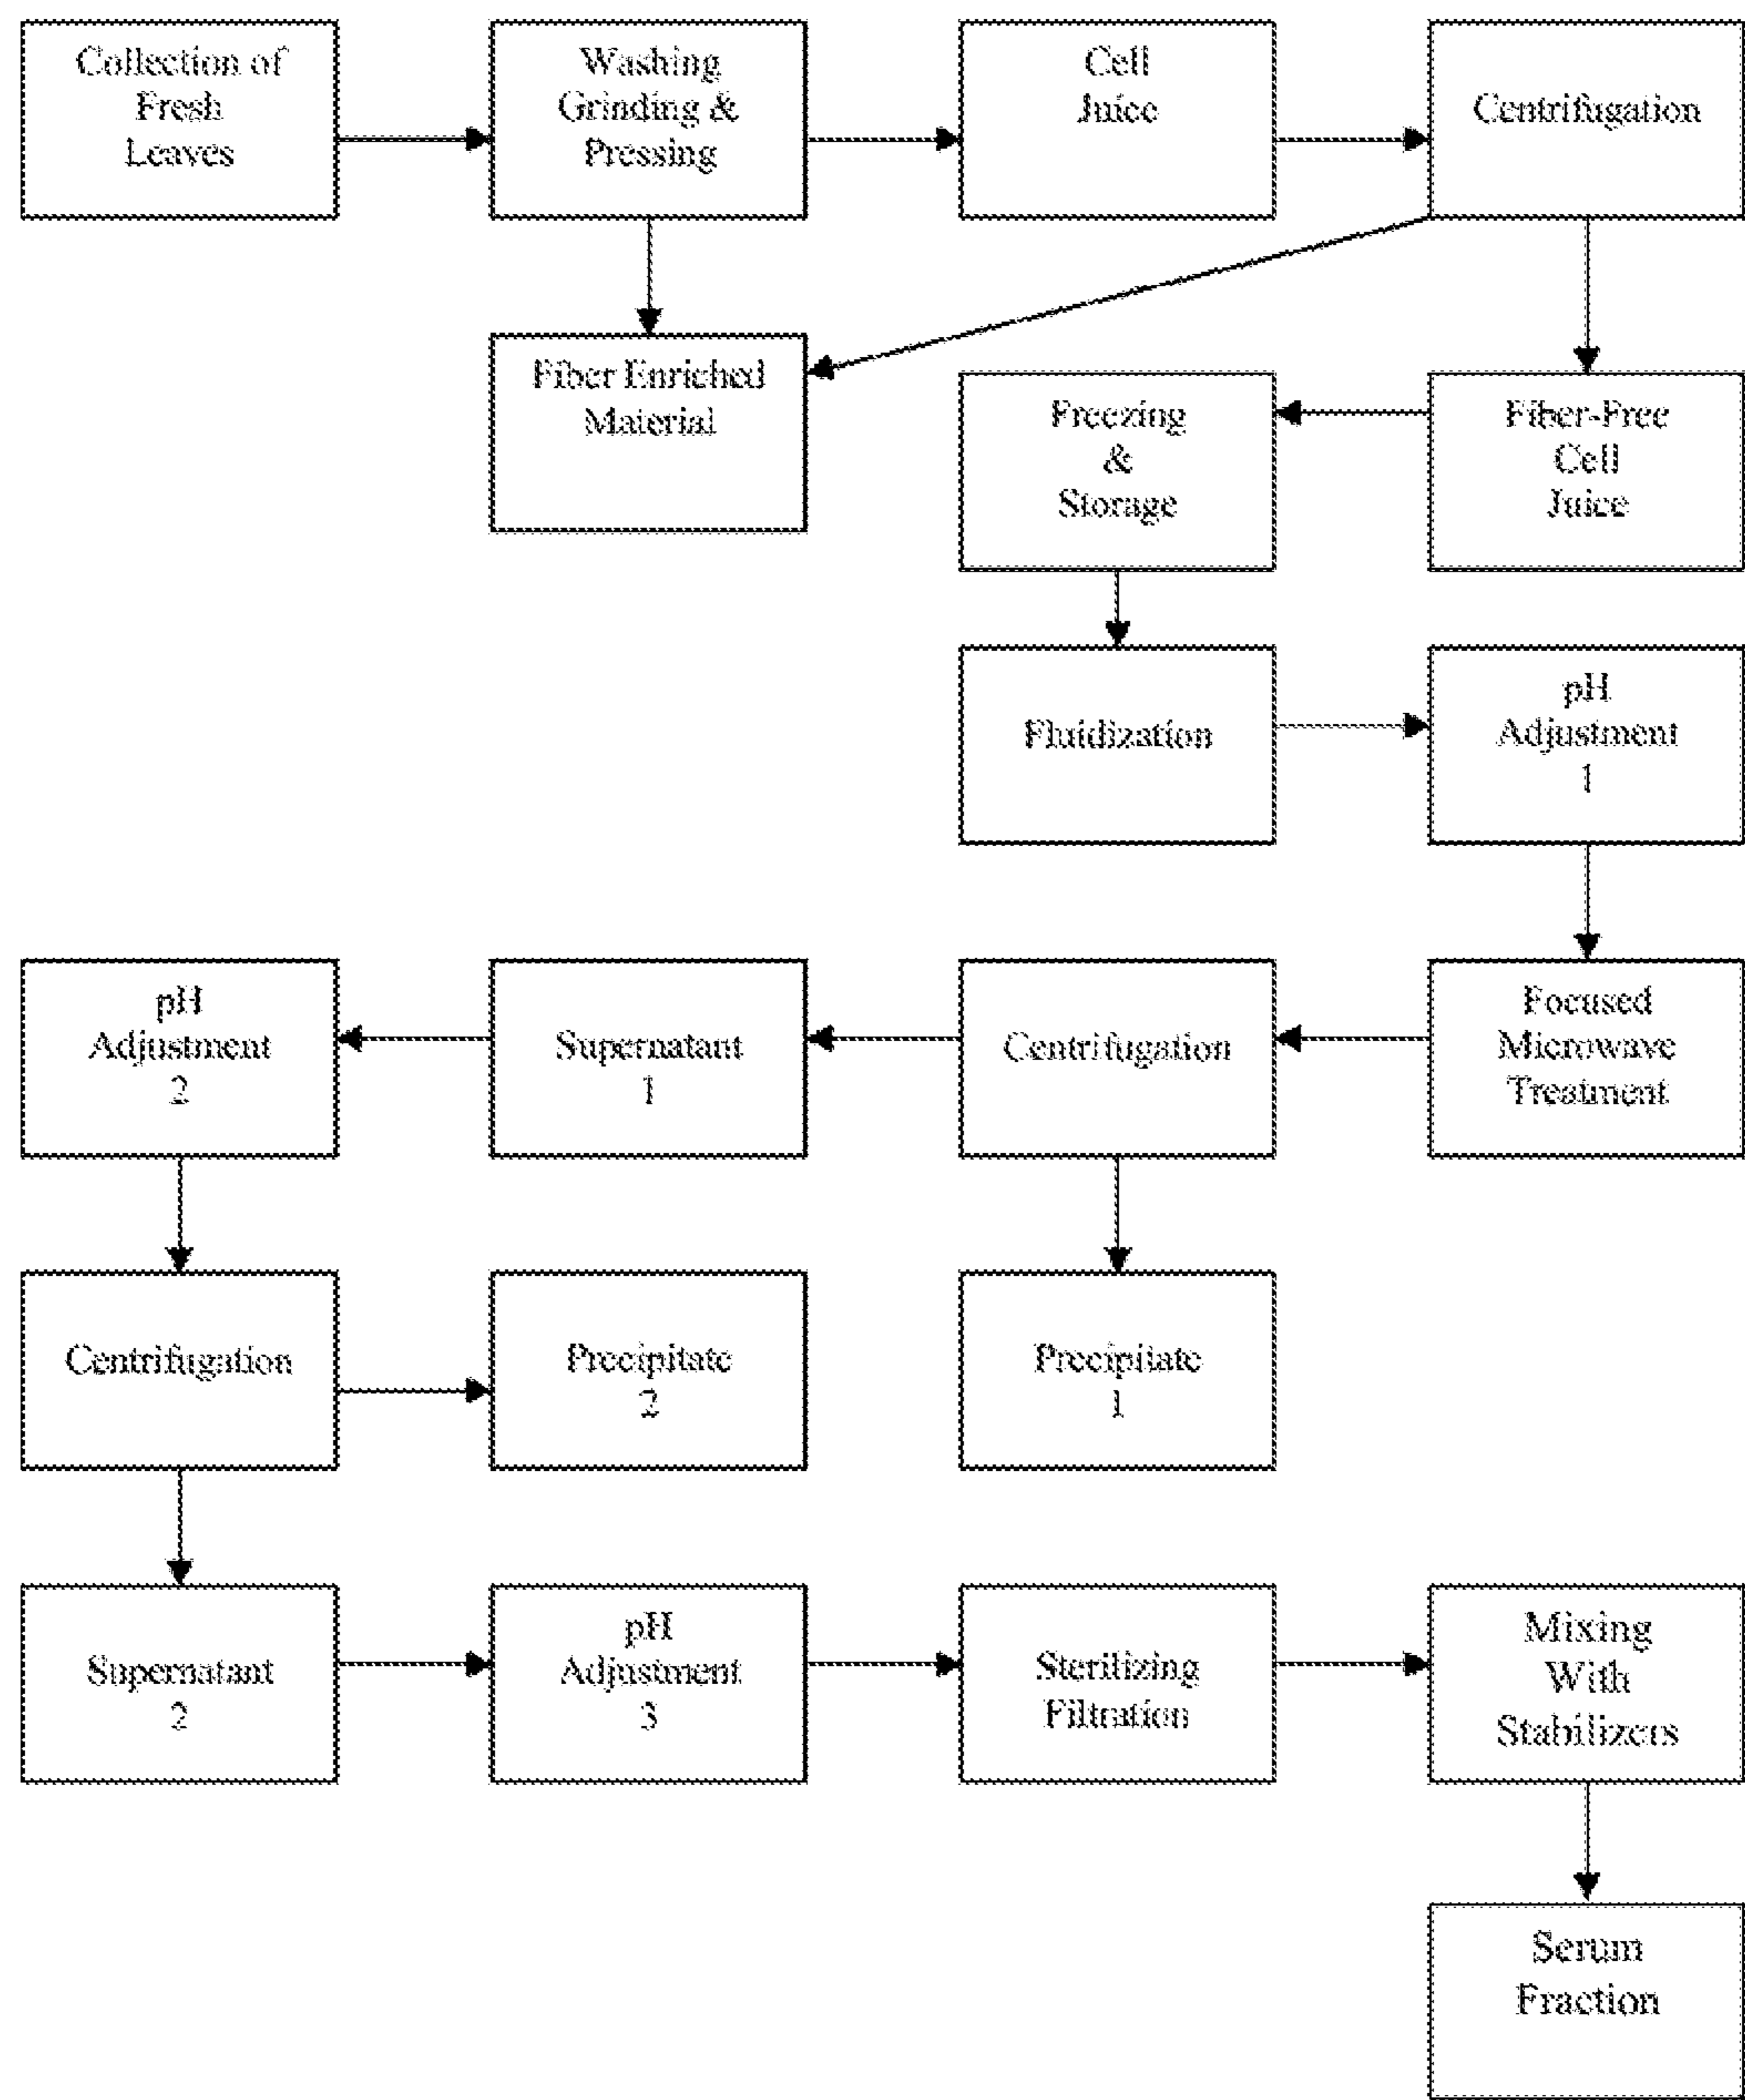 Collection of
Fresh
Leaves
Washing
Grinding &
Pressing
Cell
Juice
Centrifugation
Fiber Enriched
Material
Freezing
&
Storage
Fiber-Free
Cell
Juice
Fluidization
pH
Adjustment
1
pH
Adjustment
2
Supernatant
1
Centrifugation
Focused
Microwave
Treatment
Centrifugation
Precipitate
2
Precipitate
1
Supernatant
2
pH
Adjustment
3
Sterilizing
Filtration
Mixing
With
Stabilizers
Serum
Fraction